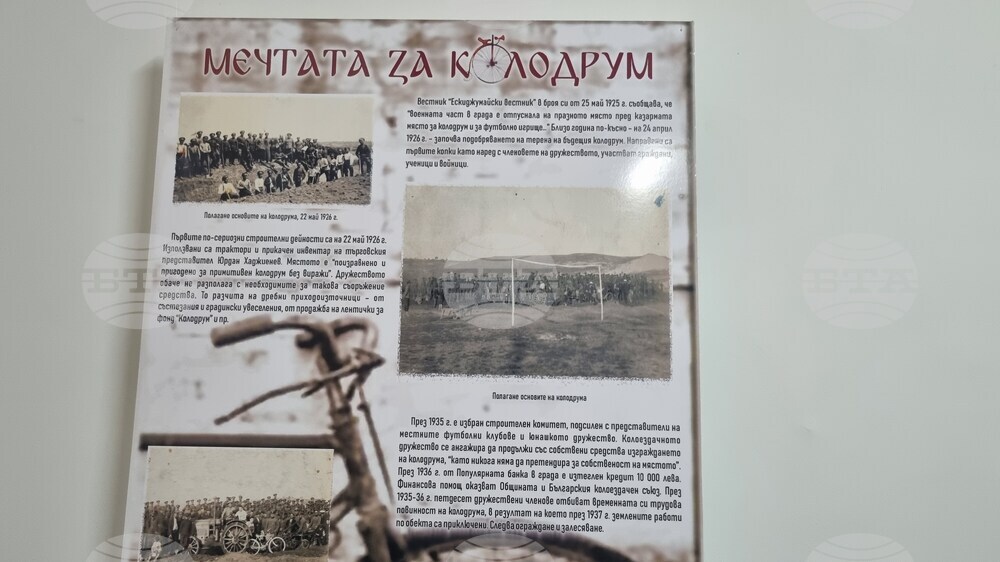 МЕЧТАТА ЗА КОЛОДРУМ
Вестник "Ескиджумайски вестник" в броя си от 25 май 1925 г. съобщава, че
"военната част в града е отпуснала на празното място пред казармата
място за колодрум и за футболно игрище..." Близо година по-късно - на 24 април
1926 г. - започва подобряването на терена на бъдещия колодрум. Направени са
първите копки като наред с членовете на дружеството, участват граждани,
ученици и войници.
Полагане основите на колодрума, 22 май 1926 г.
Първите по-сериозни строителни дейности са на 22 май 1926 г.
Използвани са трактори и прикачен инвентар на търговския
представител Юрдан Хаджиенев. Мястото е "поизравнено и
пригодено за примитивен колодрум без виражи". Дружеството
обаче не разполага с необходимите за такова съоръжение
средства. То разчита на дребни приходоизточници - от
състезания и градински увеселения, от продажба на лентички за
фонд "Колодрум" и пр.
Полагане основите на колодрума
През 1935 г. е избран строителен комитет, подсилен с представители на
местните футболни клубове и Юнашкото дружество. Колоездачното
дружество се ангажира да продължи със собствени средства изграждането
на колодрума, "като никога няма да претендира за собственост на мястото".
През 1936 г. от Популярната банка в града е изтеглен кредит 10 000 лева.
Финансова помощ оказват Общината и Българския колоездачен съюз. През
1935-36 г. петдесет дружествени членове отбиват временната си трудова
повинност на колодрума, в резултат на което през 1937 г. землените работи
по обекта са приключени. Следва ограждане и залесяване.